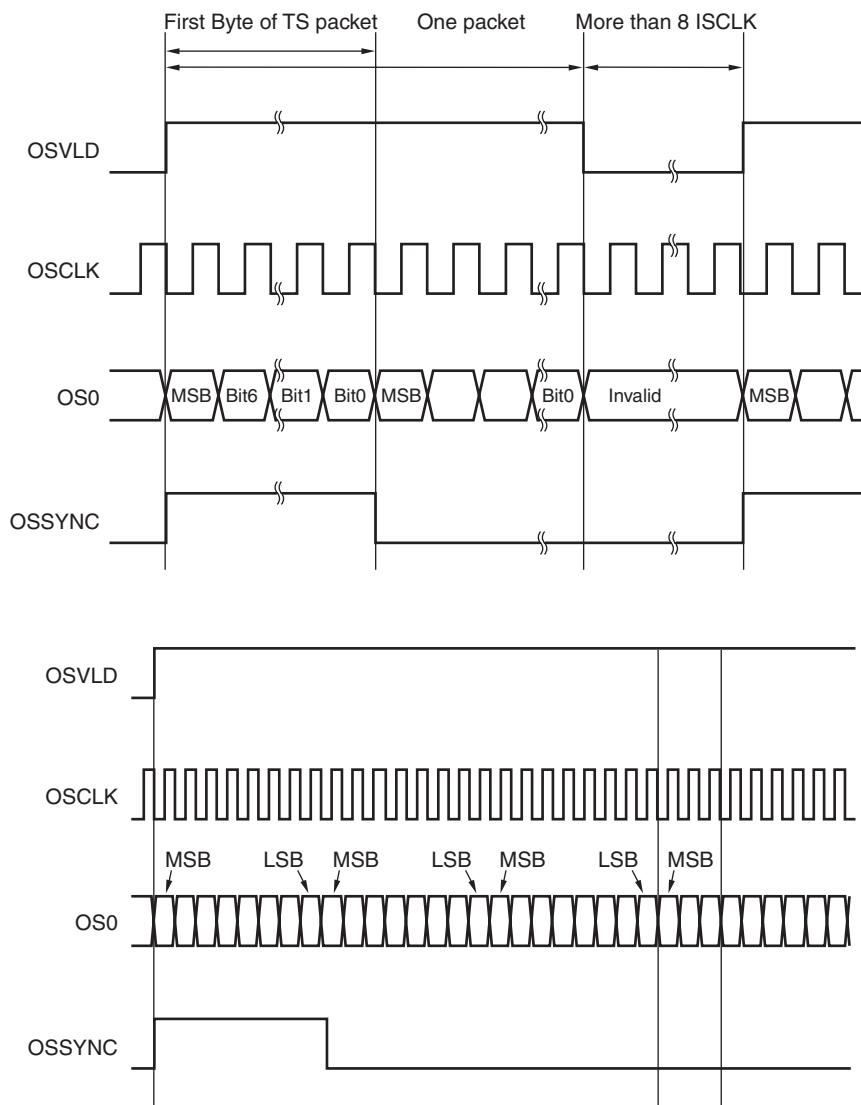 First Byte of TS packet One packet More than 8 ISCLK
OSVLD
OSCLK
OS0 MSB Bit6 Bit1 Bit0 MSB Bit0 Invalid MSB
OSSYNC
OSVLD
OSCLK
MSB LSB MSB LSB MSB LSB MSB
OS0
OSSYNC